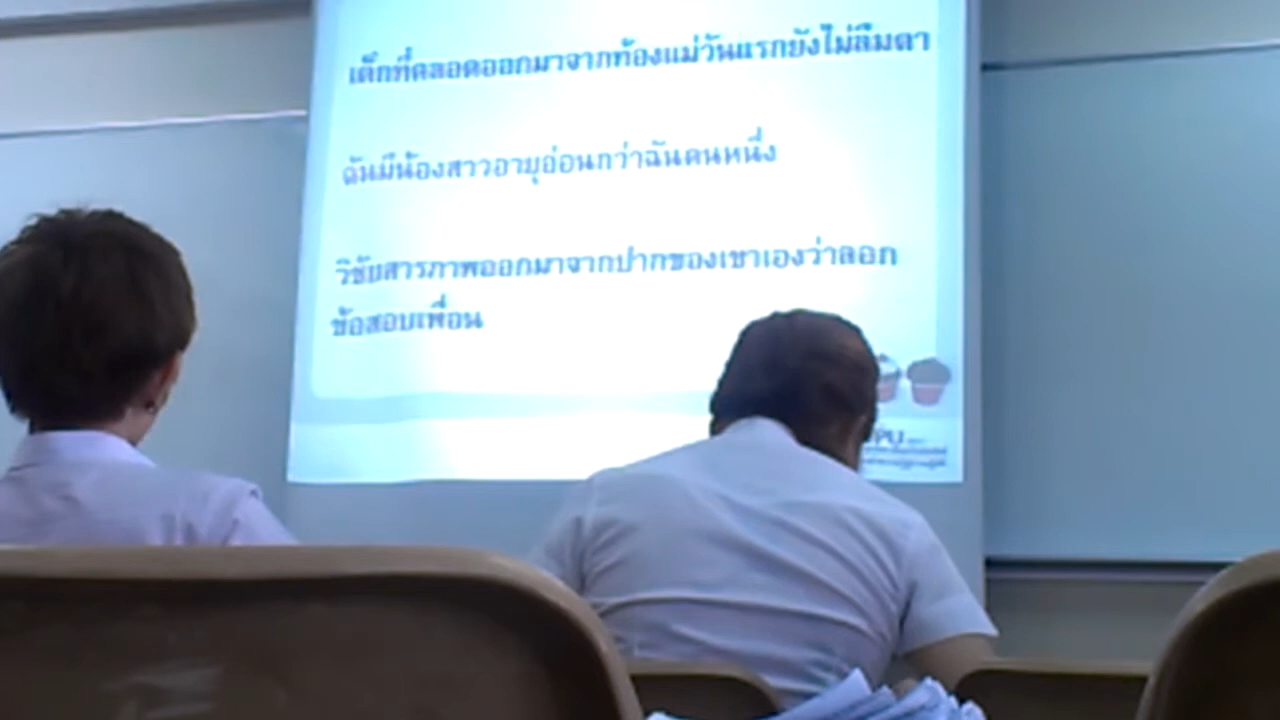 เด็กที่คลอดออกมาจากท้องแม่วันแรกยังไม่ลืมตา
ฉันมีน้องสาวอายุอ่อนกว่าฉันคนหนึ่ง
วิชัยสารภาพออกมาจากปากของเขาเองว่าลอก
ข้อสอบเพื่อน